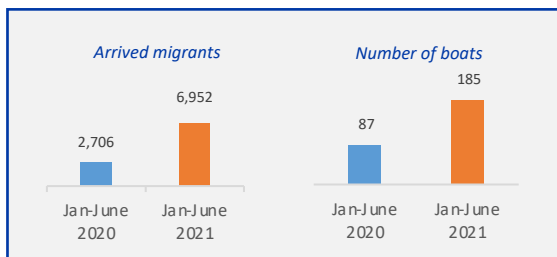 Arrived migrants
6,952
2,706
Jan-June
2020
Jan-June
2021
Number of boats
185
87
Jan-June
2020
Jan-June
2021